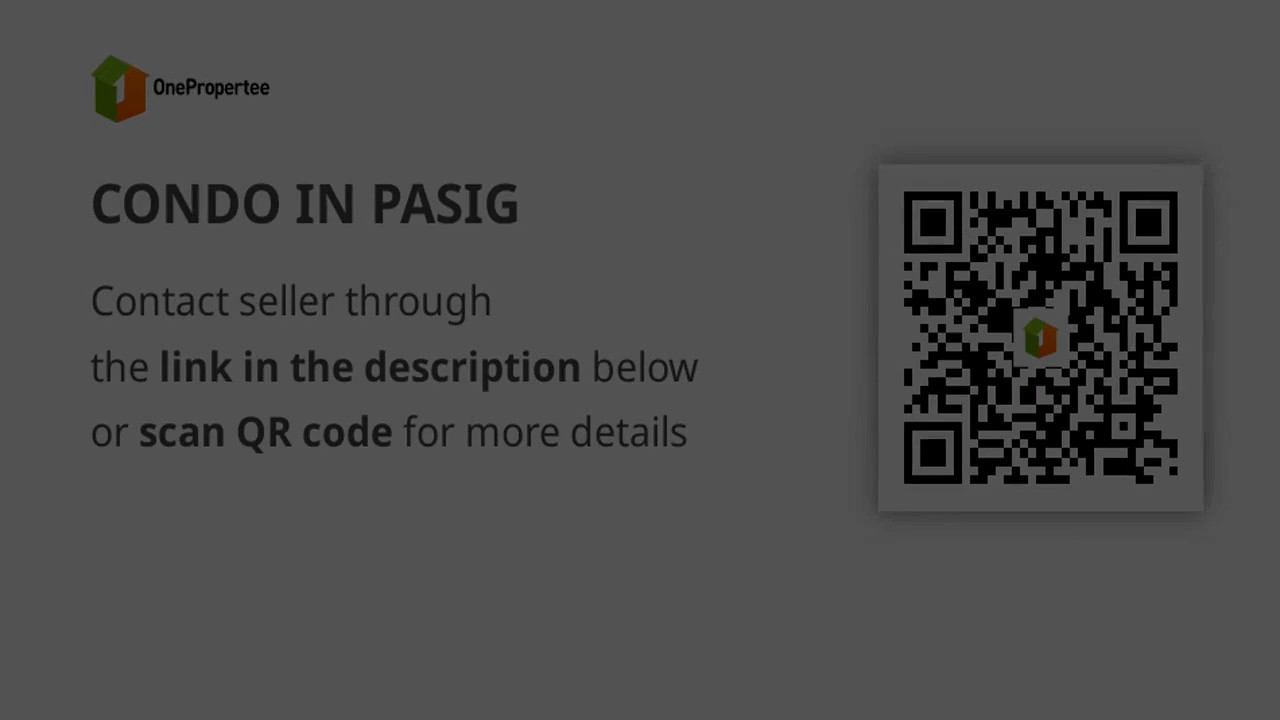 OnePropertee
CONDO IN PASIG
Contact seller through
the link in the description below
or scan QR code for more details